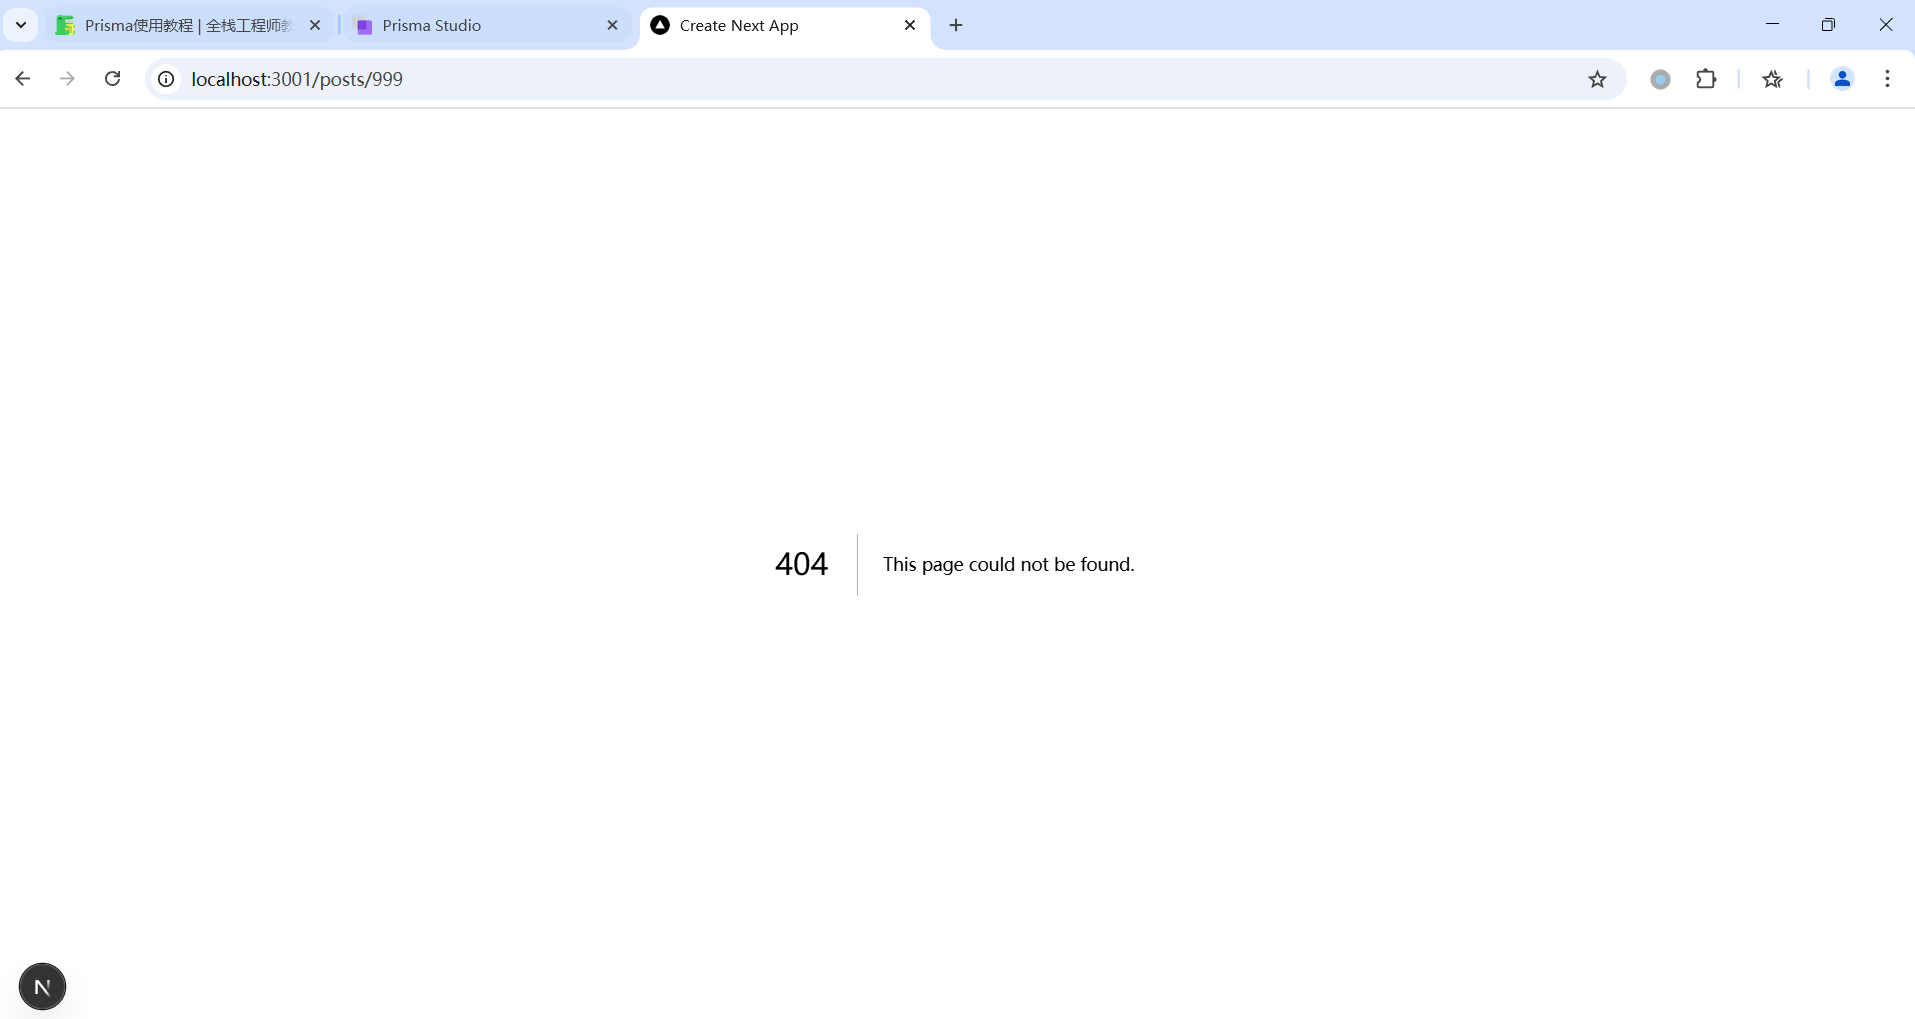 Prisma使用教程 | 全栈工程师教
Prisma Studio
Create Next App
localhost:3001/posts/999
404
This page could not be found.
N